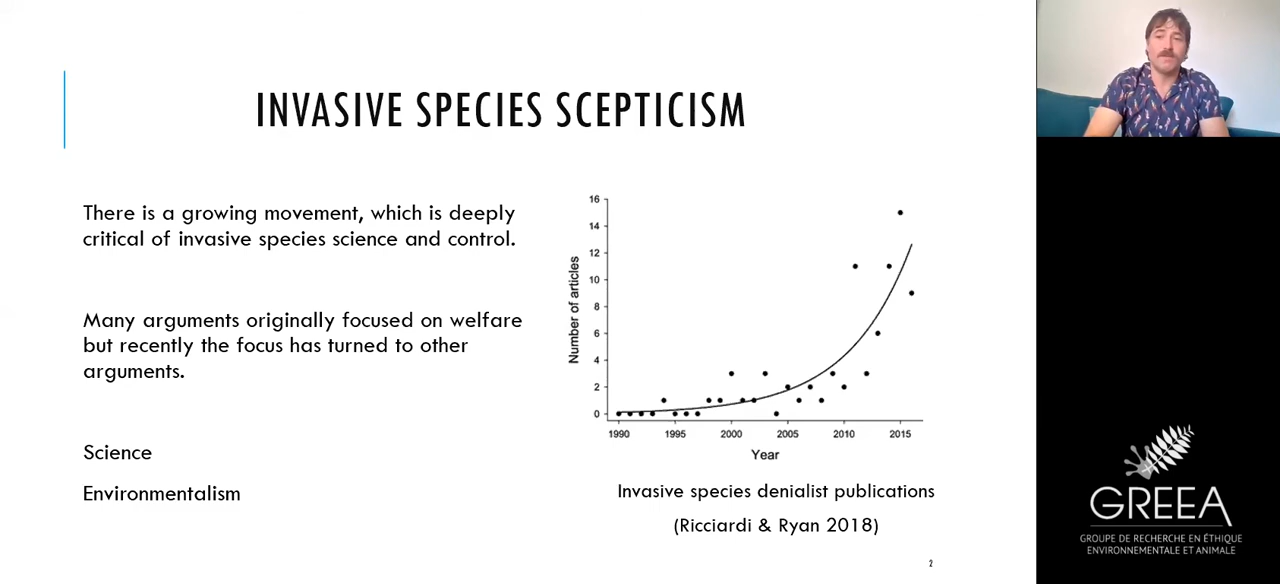 INVASIVE SPECIES SCEPTICISM
There is a growing movement, which is deeply
critical of invasive species science and control.
Many arguments originally focused on welfare
but recently the focus has turned to other
arguments.
Science
Environmentalism
Number of articles
16
14
12
10
8
6
4
2
0
1990 1995 2000 2005 2010 2015
Year
Invasive species denialist publications
(Ricciardi & Ryan 2018)
2
GREEA
GROUPE DE RECHERCHE EN ÉTHIQUE
ENVIRONNEMENTALE ET ANIMALE